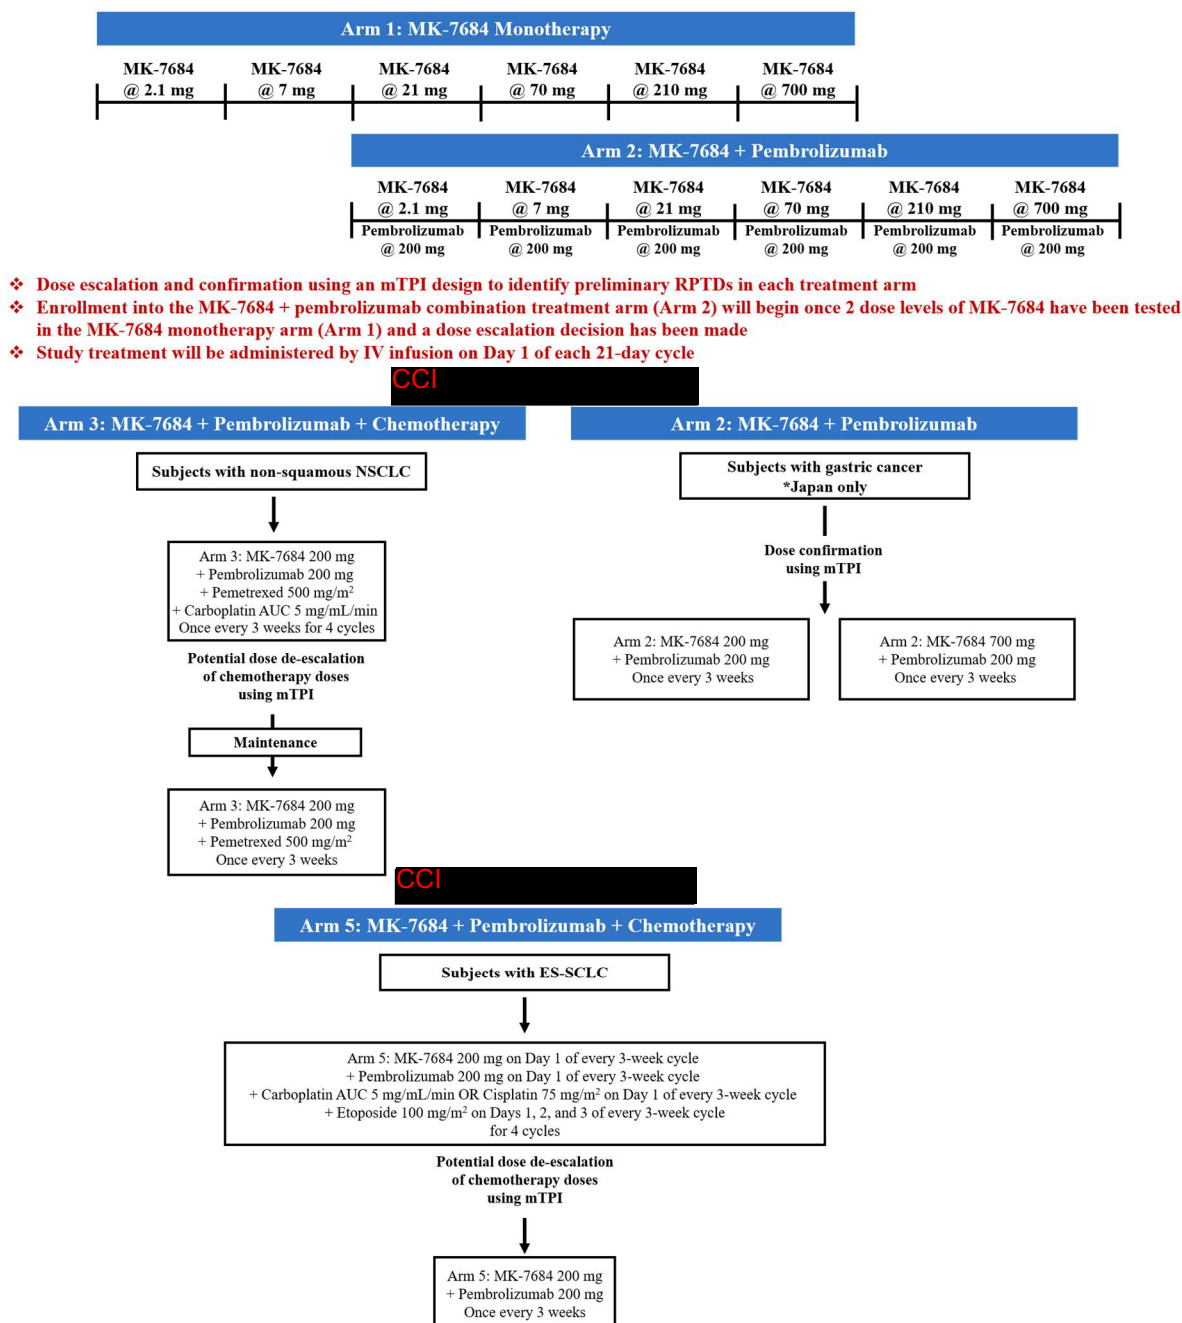 Arm 1: MK-7684 Monotherapy
MK-7684 MK-7684 MK-7684 MK-7684 MK-7684 MK-7684
@ 2.1 mg @ 7 mg @ 21 mg @ 70 mg @ 210 mg @ 700 mg
Arm 2: MK-7684 + Pembrolizumab
MK-7684 MK-7684 MK-7684 MK-7684 MK-7684 MK-7684
@ 2.1 mg @ 7 mg @ 21 mg @ 70 mg @ 210 mg @ 700 mg
Pembrolizumab Pembrolizumab Pembrolizumab Pembrolizumab Pembrolizumab Pembrolizumab
@ 200 mg @ 200 mg @ 200 mg @ 200 mg @ 200 mg @ 200 mg
❖ Dose escalation and confirmation using an mTPI design to identify preliminary RPTDs in each treatment arm
❖ Enrollment into the MK-7684 + pembrolizumab combination treatment arm (Arm 2) will begin once 2 dose levels of MK-7684 have been tested
in the MK-7684 monotherapy arm (Arm 1) and a dose escalation decision has been made
❖ Study treatment will be administered by IV infusion on Day 1 of each 21-day cycle
CCI
Arm 3: MK-7684 + Pembrolizumab + Chemotherapy
Subjects with non-squamous NSCLC
Arm 3: MK-7684 200 mg
+ Pembrolizumab 200 mg
+ Pemetrexed 500 mg/m²
+ Carboplatin AUC 5 mg/mL/min
Once every 3 weeks for 4 cycles
Potential dose de-escalation
of chemotherapy doses
using mTPI
Maintenance
Arm 3: MK-7684 200 mg
+ Pembrolizumab 200 mg
+ Pemetrexed 500 mg/m²
Once every 3 weeks
Arm 2: MK-7684 + Pembrolizumab
Subjects with gastric cancer
*Japan only
Dose confirmation
using mTPI
Arm 2: MK-7684 200 mg
+ Pembrolizumab 200 mg
Once every 3 weeks
Arm 2: MK-7684 700 mg
+ Pembrolizumab 200 mg
Once every 3 weeks
CCI
Arm 5: MK-7684 + Pembrolizumab + Chemotherapy
Subjects with ES-SCLC
Arm 5: MK-7684 200 mg on Day 1 of every 3-week cycle
+ Pembrolizumab 200 mg on Day 1 of every 3-week cycle
+ Carboplatin AUC 5 mg/mL/min OR Cisplatin 75 mg/m² on Day 1 of every 3-week cycle
+ Etoposide 100 mg/m² on Days 1, 2, and 3 of every 3-week cycle
for 4 cycles
Potential dose de-escalation
of chemotherapy doses
using mTPI
Arm 5: MK-7684 200 mg
+ Pembrolizumab 200 mg
Once every 3 weeks